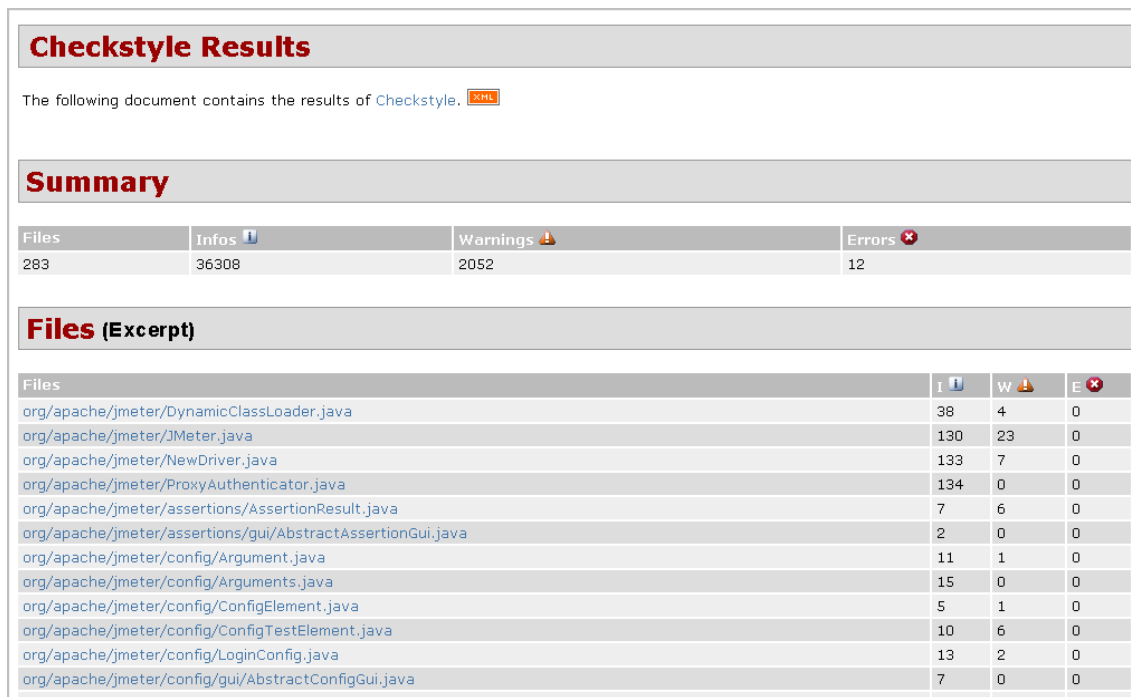 Checkstyle Results
The following document contains the results of Checkstyle. XML
Summary
Files Infos Warnings Errors
283 36308 2052 12
Files (Excerpt)
Files I W E
org/apache/jmeter/DynamicClassLoader.java 38 4 0
org/apache/jmeter/JMeter.java 130 23 0
org/apache/jmeter/NewDriver.java 133 7 0
org/apache/jmeter/ProxyAuthenticator.java 134 0 0
org/apache/jmeter/assertions/AssertionResult.java 7 6 0
org/apache/jmeter/assertions/gui/AbstractAssertionGui.java 2 0 0
org/apache/jmeter/config/Argument.java 11 1 0
org/apache/jmeter/config/Arguments.java 15 0 0
org/apache/jmeter/config/ConfigElement.java 5 1 0
org/apache/jmeter/config/ConfigTestElement.java 10 6 0
org/apache/jmeter/config/LoginConfig.java 13 2 0
org/apache/jmeter/config/gui/AbstractConfigGui.java 7 0 0